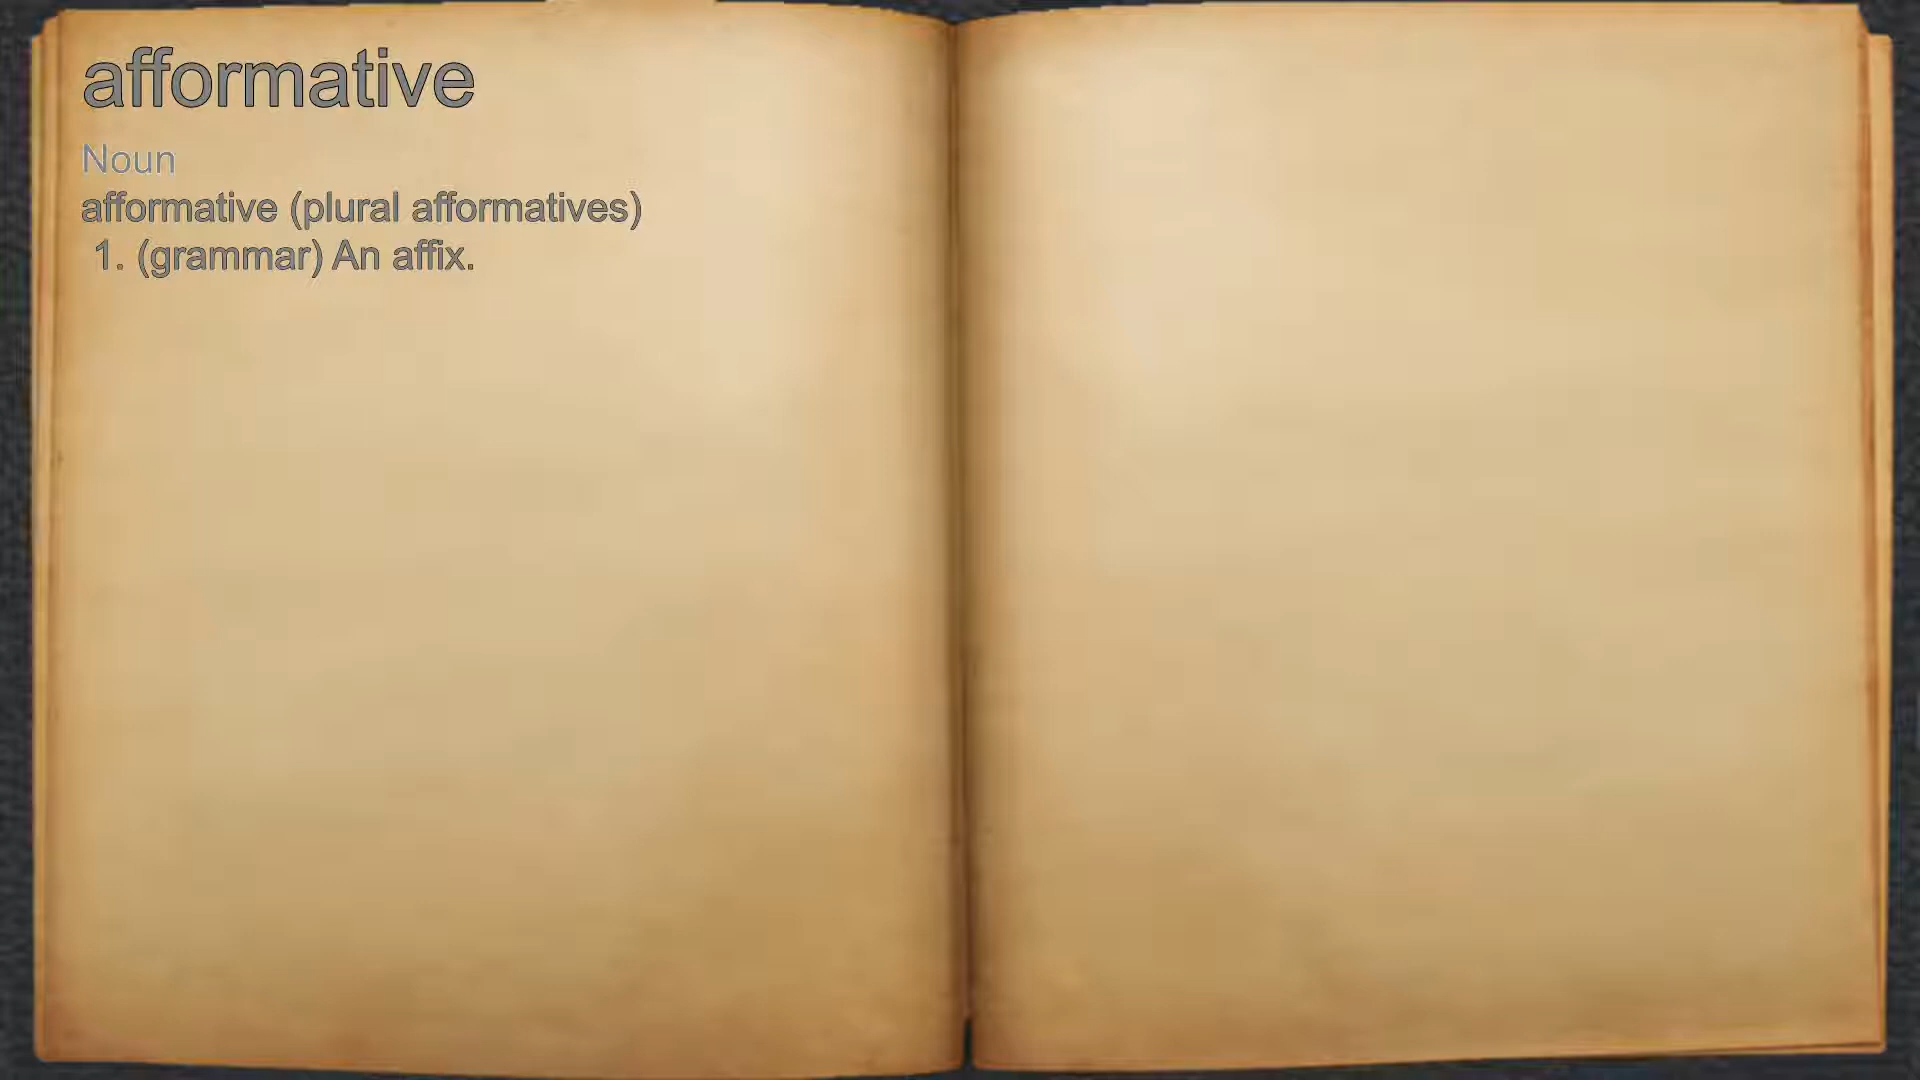 afformative
Noun
afformative (plural afformatives)
1. (grammar) An affix.